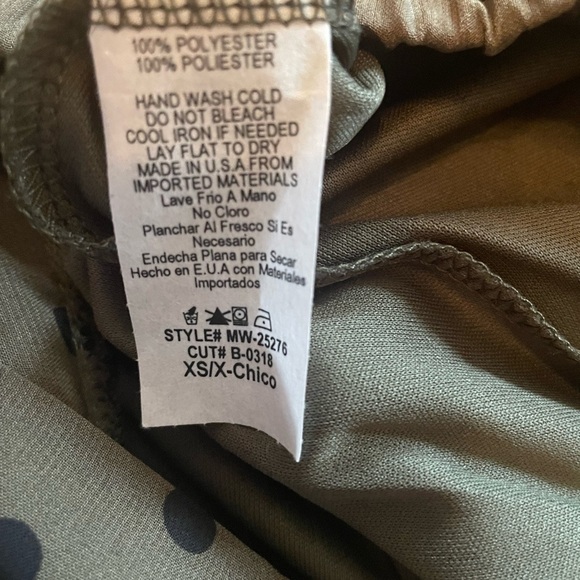 100% POLYESTER
100% POLIESTER
HAND WASH COLD
DO NOT BLEACH
COOL IRON IF NEEDED
LAY FLAT TO DRY
MADE IN U.S.A FROM
IMPORTED MATERIALS
Lave Frio A Mano
No Cloro
Planchar Al Fresco Si Es
Necesario
Endecha Plana para Secar
Hecho en E.U.A con Materiales
Importados
STYLE# MW-25276
CUT# B-0318
XS/X-Chico